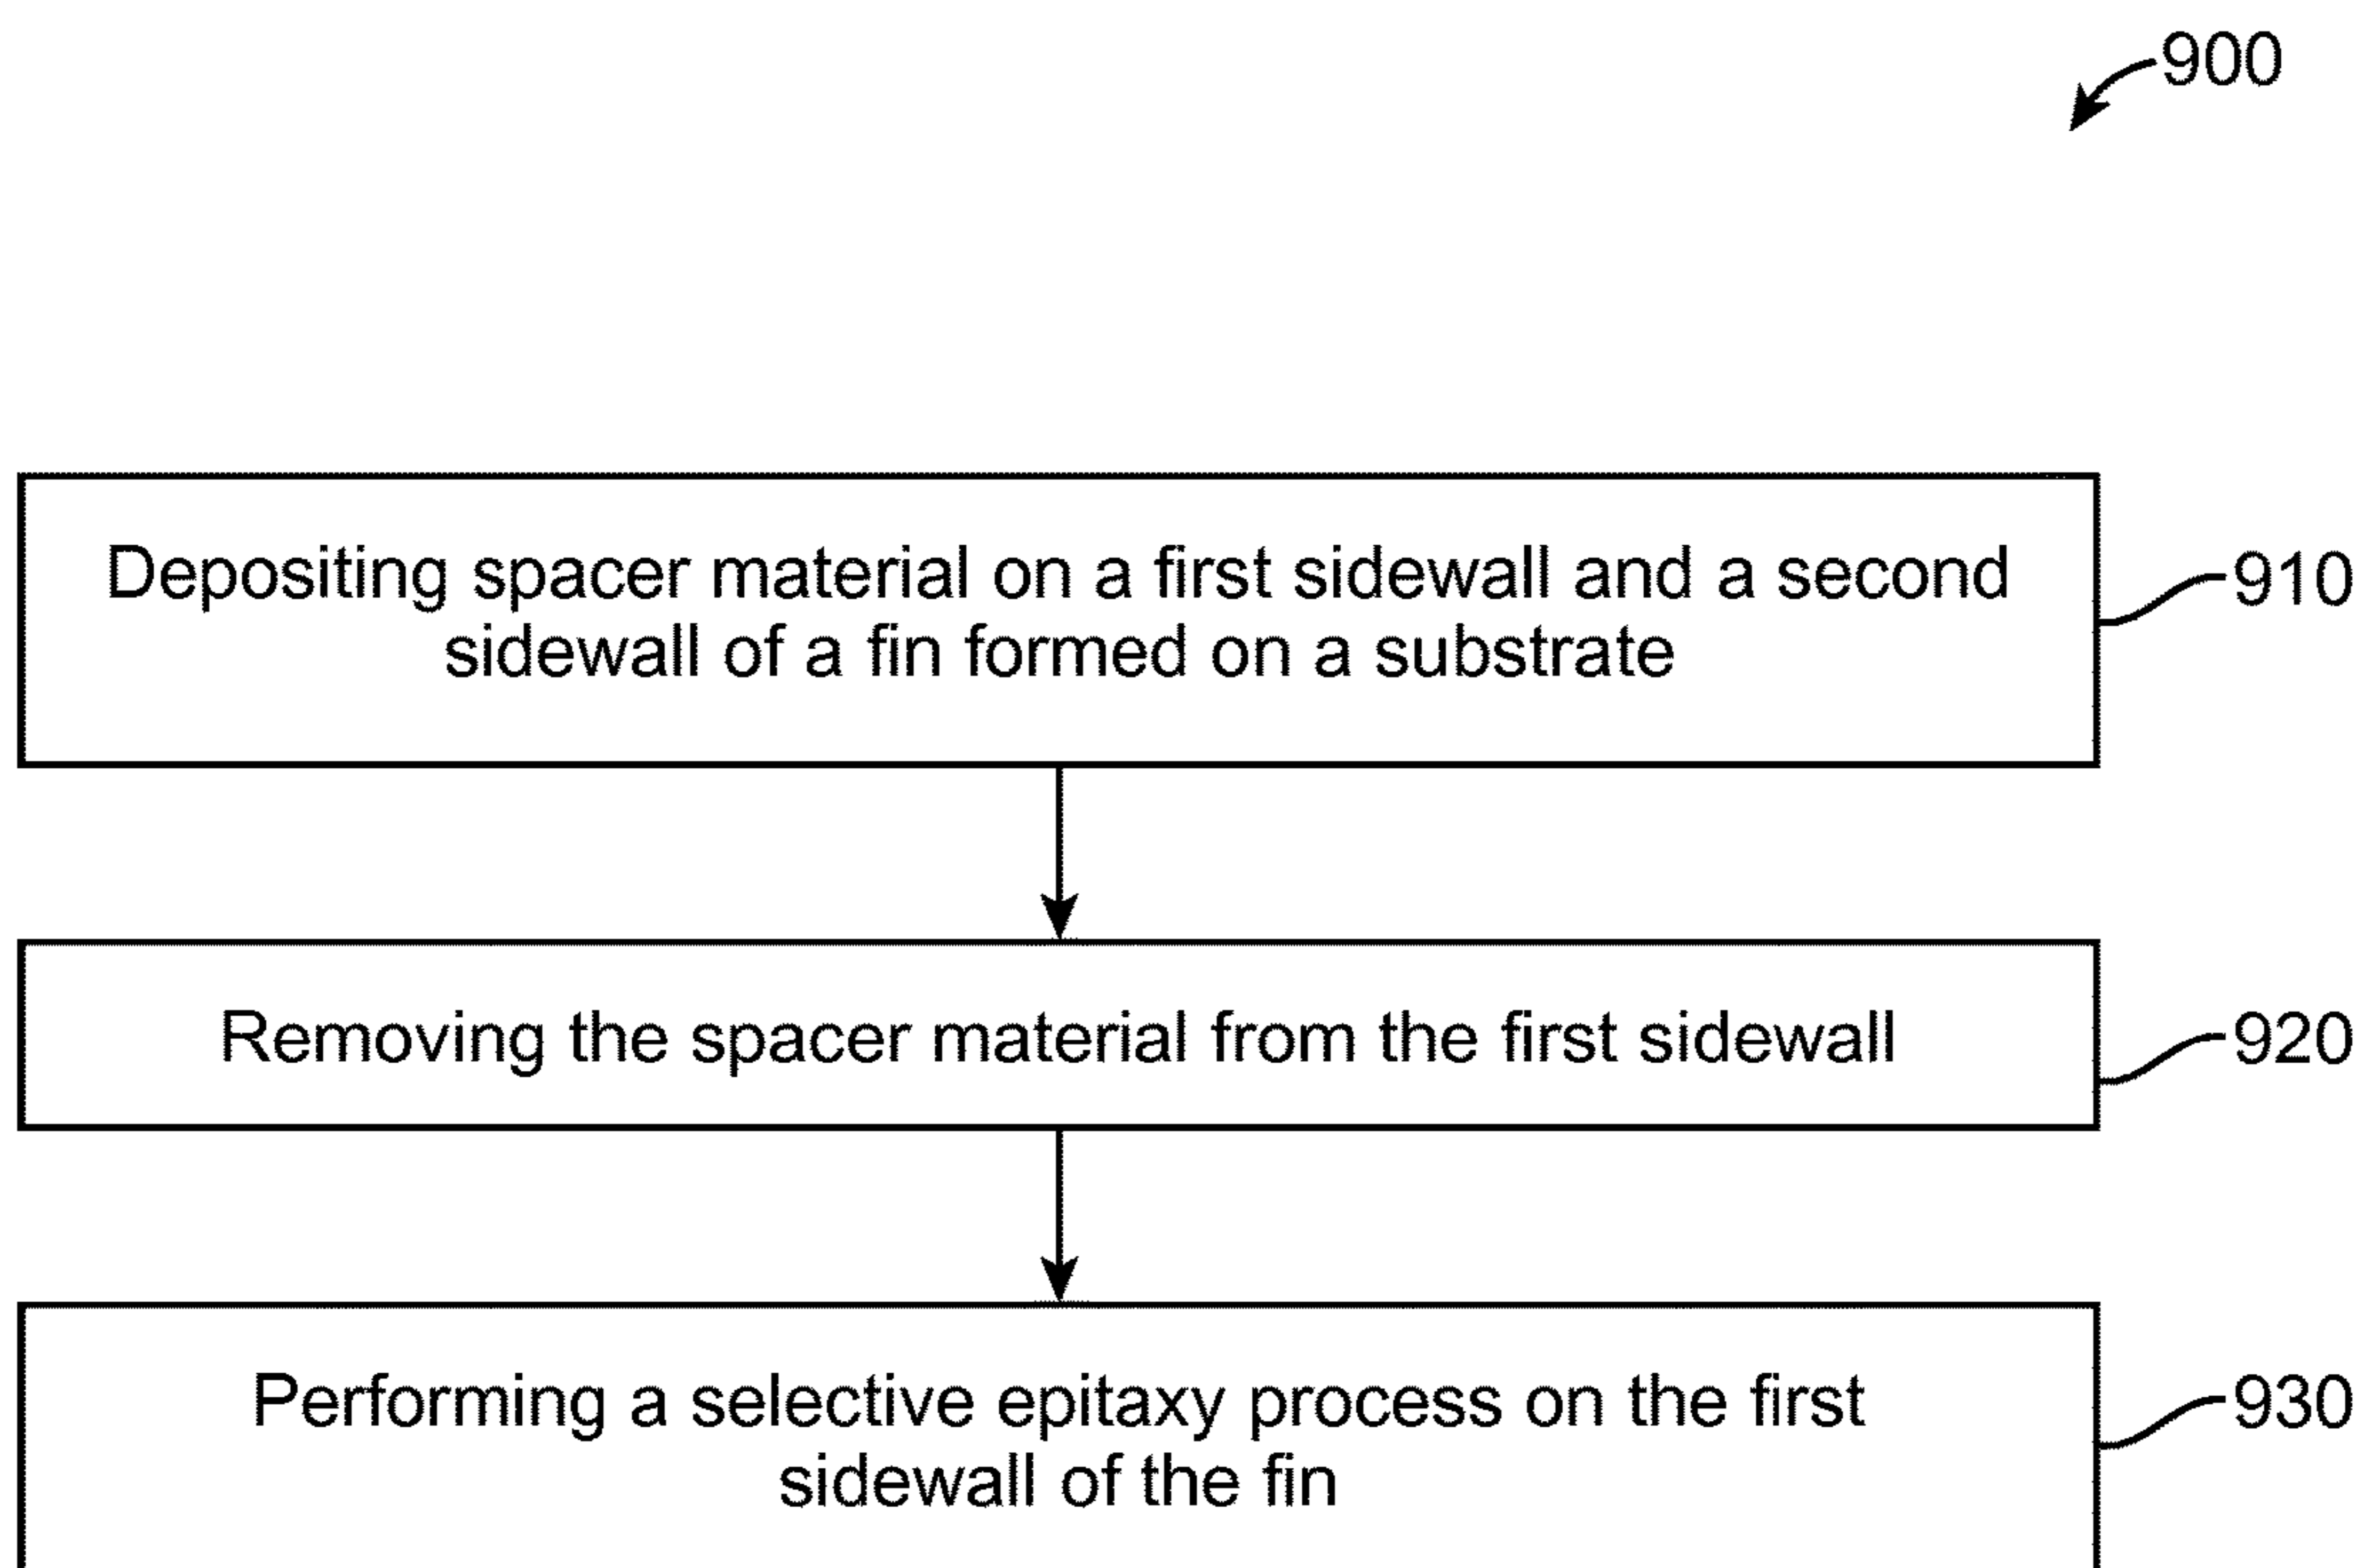 900
Depositing spacer material on a first sidewall and a second
sidewall of a fin formed on a substrate
910
Removing the spacer material from the first sidewall
920
Performing a selective epitaxy process on the first
sidewall of the fin
930